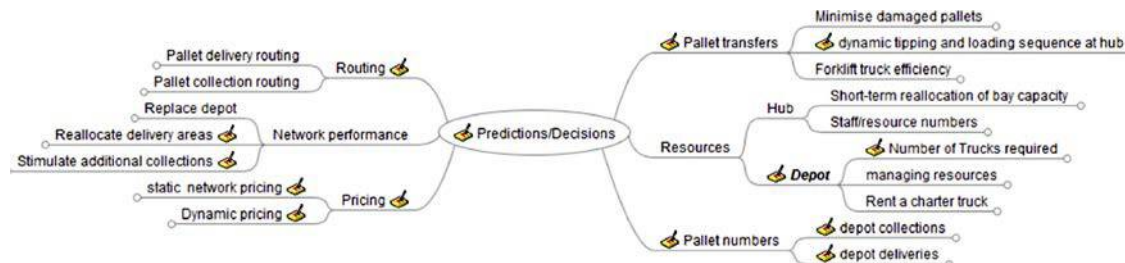 Predictions/Decisions
Routing
Pallet delivery routing
Pallet collection routing
Network performance
Replace depot
Reallocate delivery areas
Stimulate additional collections
Pricing
static network pricing
Dynamic pricing
Pallet transfers
Minimise damaged pallets
dynamic tipping and loading sequence at hub
Forklift truck efficiency
Resources
Hub
Short-term reallocation of bay capacity
Staff/resource numbers
Depot
Number of Trucks required
managing resources
Rent a charter truck
Pallet numbers
depot collections
depot deliveries